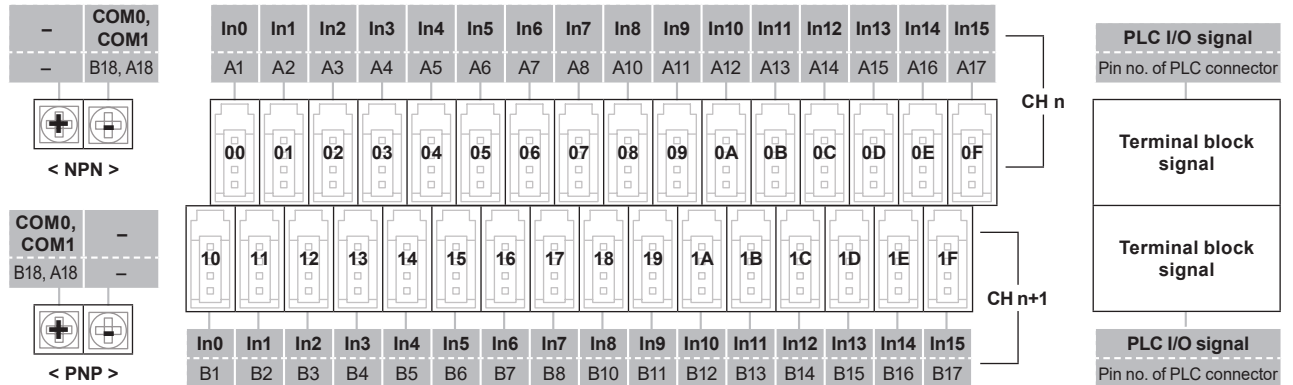 – COM0, COM1
– B18, A18
+ -
< NPN >
In0 In1 In2 In3 In4 In5 In6 In7 In8 In9 In10 In11 In12 In13 In14 In15
A1 A2 A3 A4 A5 A6 A7 A8 A10 A11 A12 A13 A14 A15 A16 A17
CH n
00 01 02 03 04 05 06 07 08 09 0A 0B 0C 0D 0E 0F
PLC I/O signal
Pin no. of PLC connector
Terminal block
signal
COM0, COM1 –
B18, A18 –
+ -
< PNP >
10 11 12 13 14 15 16 17 18 19 1A 1B 1C 1D 1E 1F
CH n+1
In0 In1 In2 In3 In4 In5 In6 In7 In8 In9 In10 In11 In12 In13 In14 In15
B1 B2 B3 B4 B5 B6 B7 B8 B10 B11 B12 B13 B14 B15 B16 B17
Terminal block
signal
PLC I/O signal
Pin no. of PLC connector